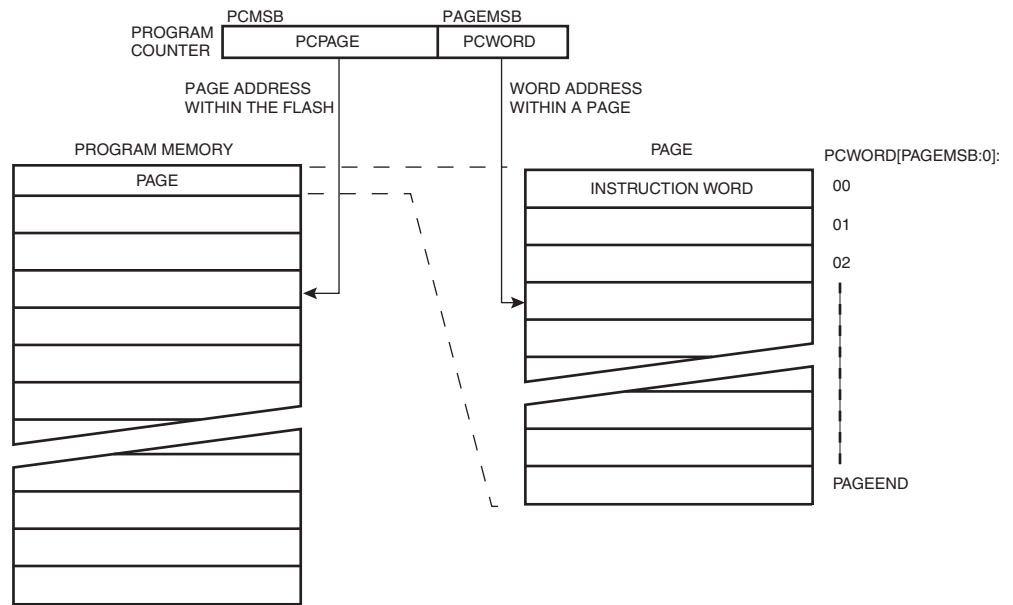 PCMSB
PAGEMSB
PROGRAM
COUNTER
PCPAGE
PCWORD
PAGE ADDRESS
WITHIN THE FLASH
WORD ADDRESS
WITHIN A PAGE
PROGRAM MEMORY
PAGE
PAGE
INSTRUCTION WORD
PCWORD[PAGEMSB:0]:
00
01
02
PAGEEND